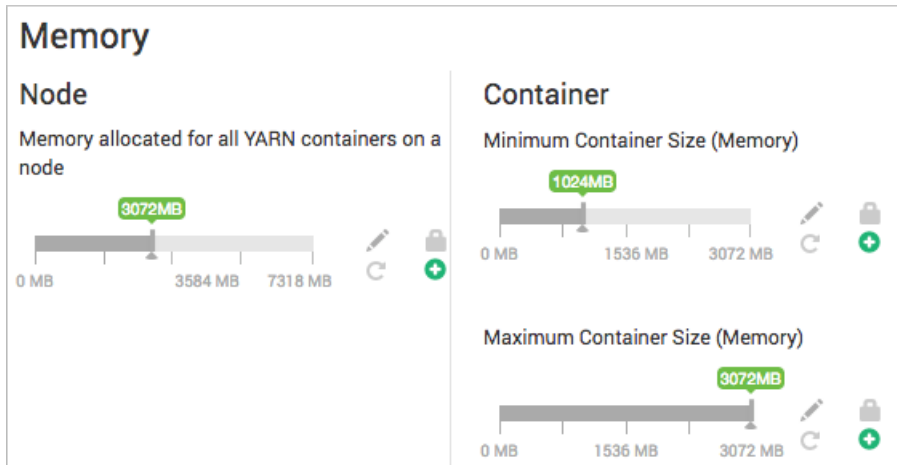 Memory
Node
Memory allocated for all YARN containers on a
node
3072MB
0 MB 3584 MB 7318 MB
Container
Minimum Container Size (Memory)
1024MB
0 MB 1536 MB 3072 MB
Maximum Container Size (Memory)
3072MB
0 MB 1536 MB 3072 MB